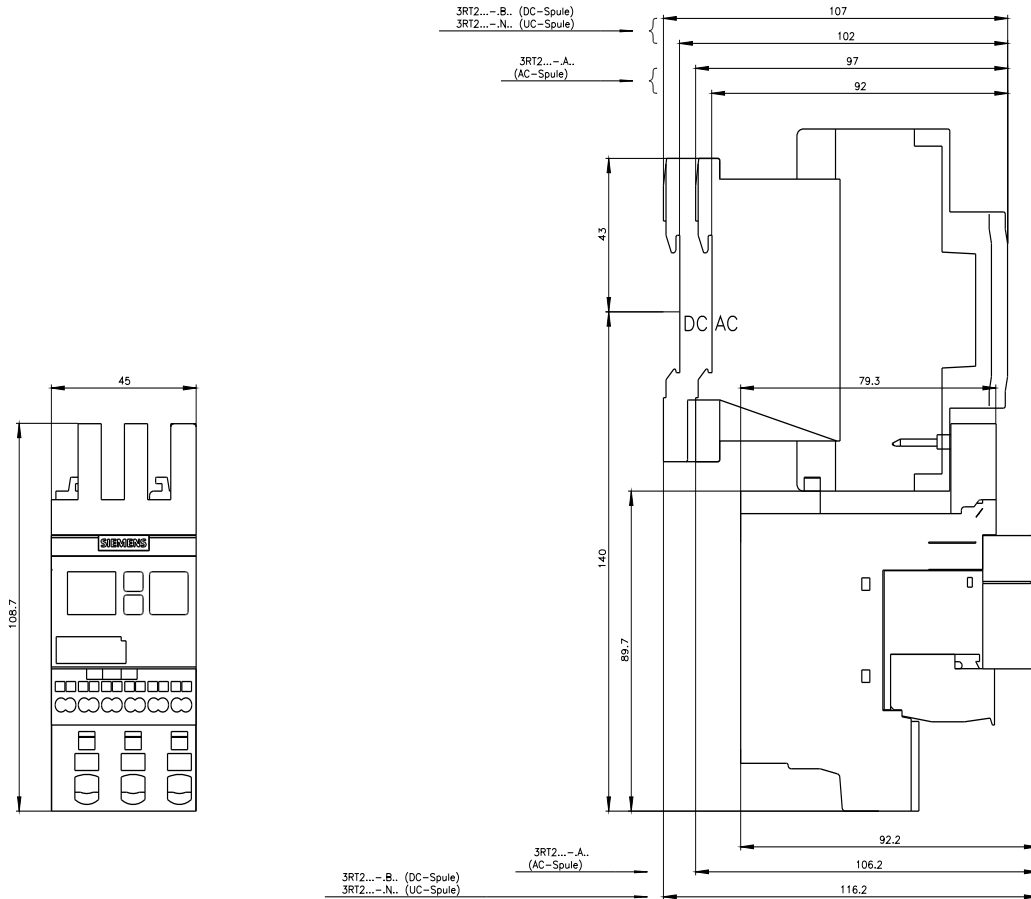 3RT2...-.B.. (DC-Spule)
3RT2...-.N.. (UC-Spule)
107
102
3RT2...-.A..
(AC-Spule)
97
92
43
DC AC
45
79.3
SIEMENS
140
108.7
89.7
92.2
3RT2...-.A..
(AC-Spule)
106.2
3RT2...-.B.. (DC-Spule)
3RT2...-.N.. (UC-Spule)
116.2